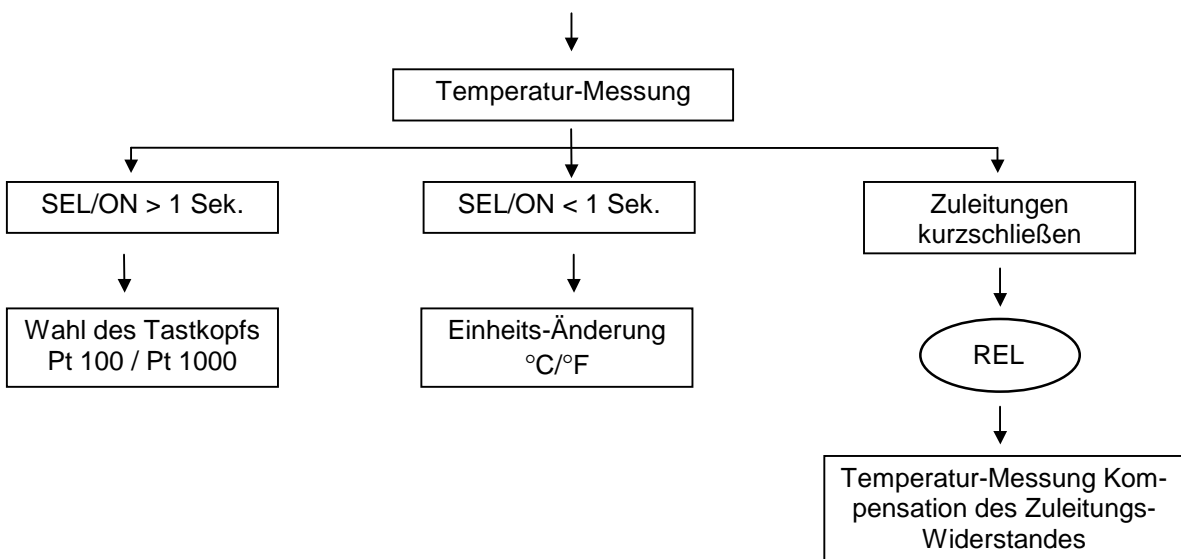 Temperatur-Messung
SEL/ON > 1 Sek.
SEL/ON < 1 Sek.
Zuleitungen
kurzschließen
Wahl des Tastkopfs
Pt 100 / Pt 1000
Einheits-Änderung
°C/°F
REL
Temperatur-Messung Kom-
pensation des Zuleitungs-
Widerstandes